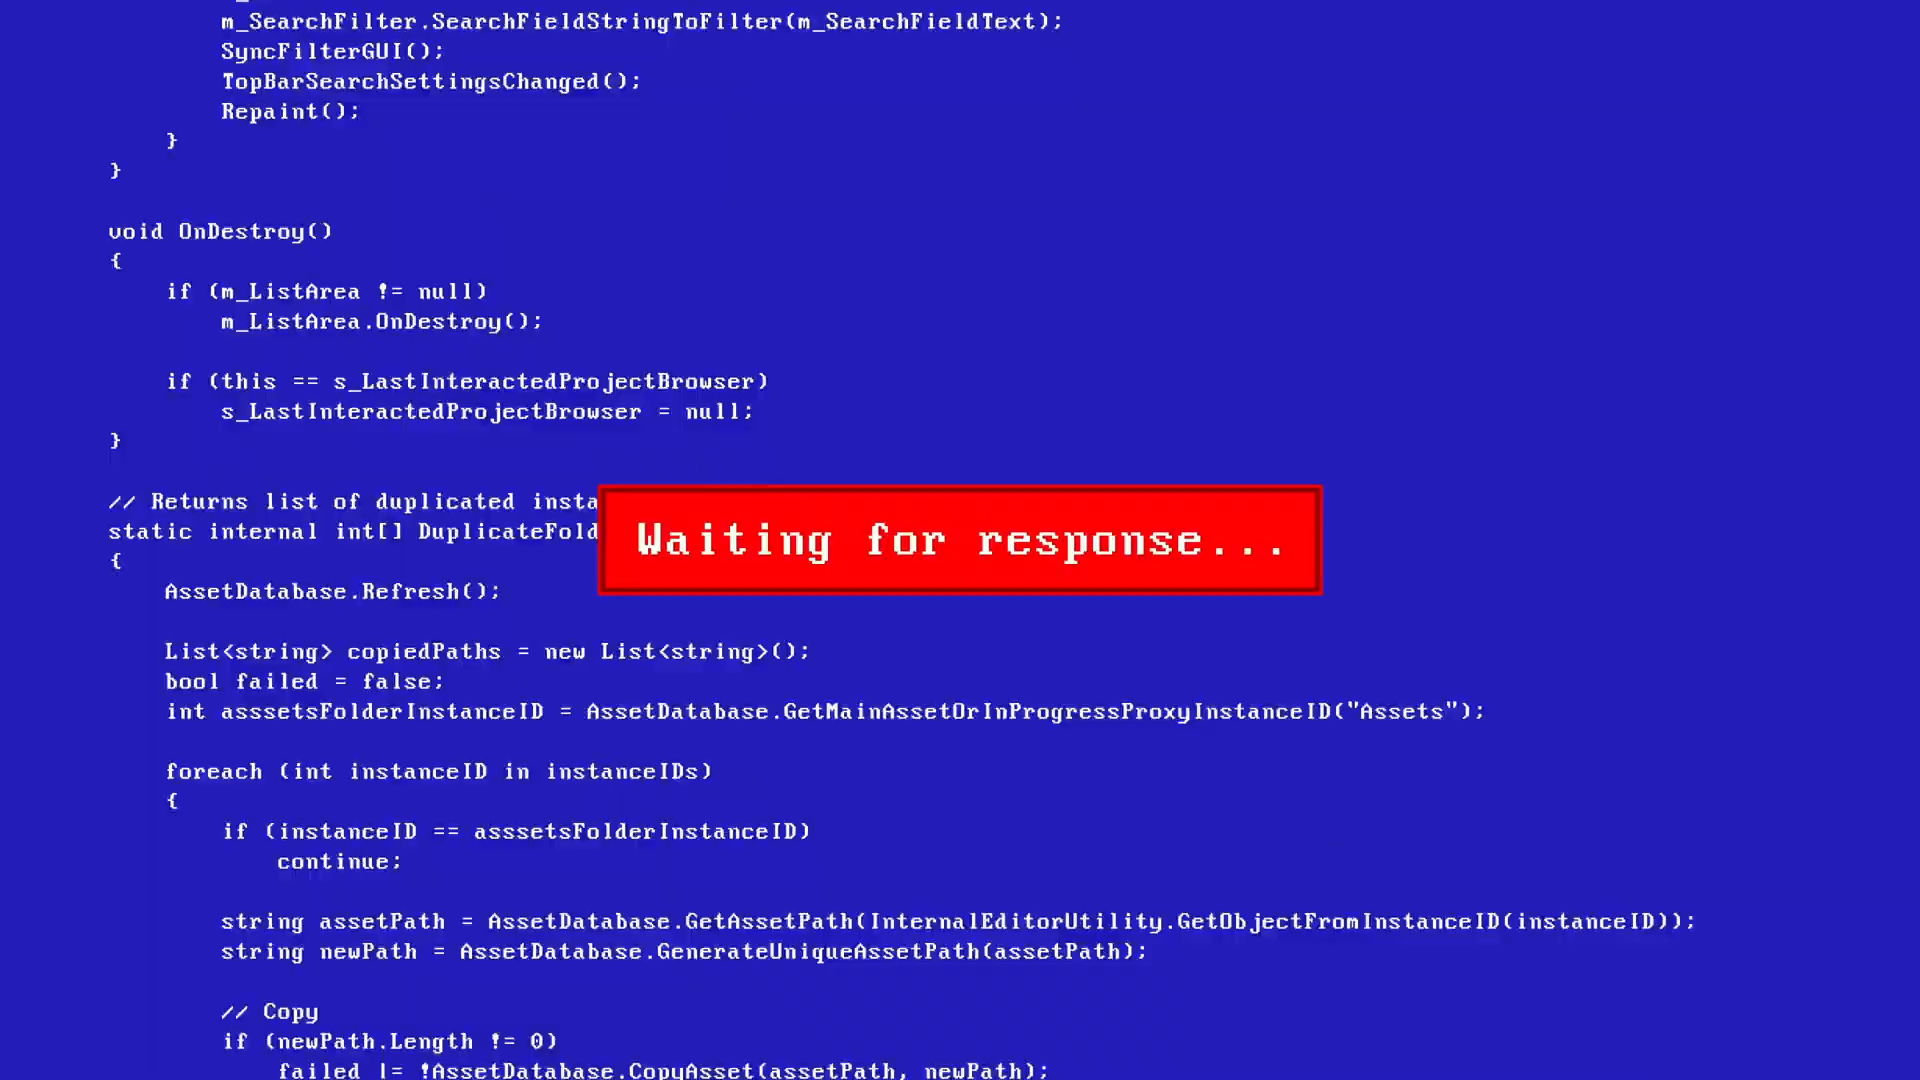 m_SearchFilter.SearchFieldStringToFilter(m_SearchFieldText);
SyncFilterGUI();
TopBarSearchSettingsChanged();
Repaint();
}
}
void OnDestroy()
{
if (m_ListArea != null)
m_ListArea.OnDestroy();
if (this == s_LastInteractedProjectBrowser)
s_LastInteractedProjectBrowser = null;
}
// Returns list of duplicated insta
static internal int[] DuplicateFold
Waiting for response...
{
AssetDatabase.Refresh();
List<string> copiedPaths = new List<string>();
bool failed = false;
int asssetsFolderInstanceID = AssetDatabase.GetMainAssetOrInProgressProxyInstanceID("Assets");
foreach (int instanceID in instanceIDs)
{
if (instanceID == asssetsFolderInstanceID)
continue;
string assetPath = AssetDatabase.GetAssetPath(InternalEditorUtility.GetObjectFromInstanceID(instanceID));
string newPath = AssetDatabase.GenerateUniqueAssetPath(assetPath);
// Copy
if (newPath.Length != 0)
failed |= !AssetDatabase.CopyAsset(assetPath, newPath);